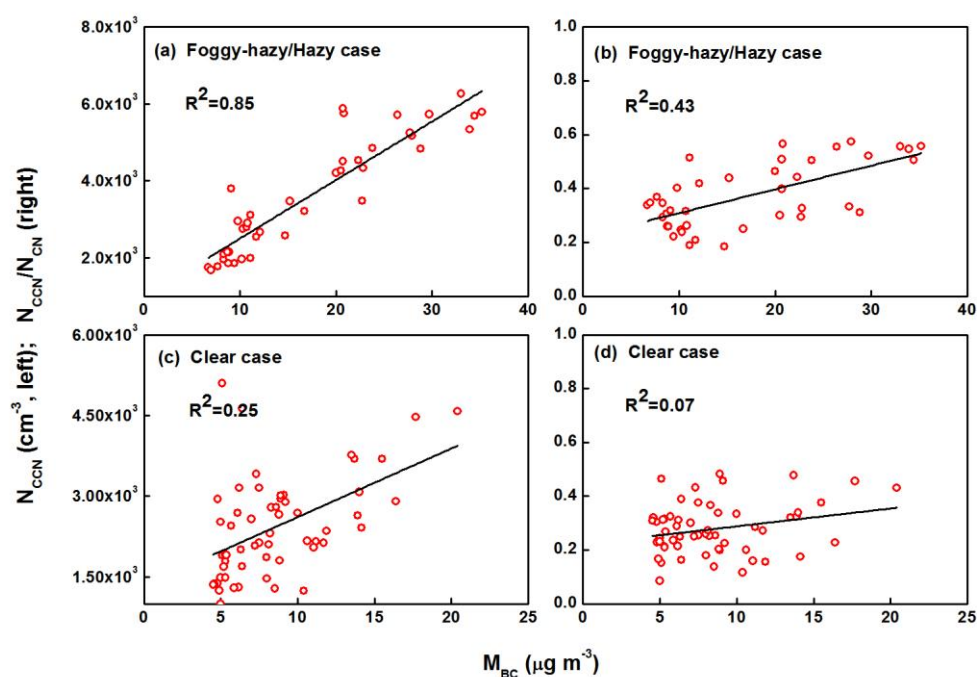 N_CCN (cm⁻³, left); N_CCN/N_CN (right)
8.0x10³
6.0x10³
4.0x10³
2.0x10³
(a) Foggy-hazy/Hazy case
R²=0.85
0 10 20 30 40
1.0
0.8
0.6
0.4
0.2
0.0
(b) Foggy-hazy/Hazy case
R²=0.43
0 10 20 30 40
6.00x10³
4.50x10³
3.00x10³
1.50x10³
(c) Clear case
R²=0.25
0 5 10 15 20 25
1.0
0.8
0.6
0.4
0.2
0.0
(d) Clear case
R²=0.07
0 5 10 15 20 25
M_BC (μg m⁻³)